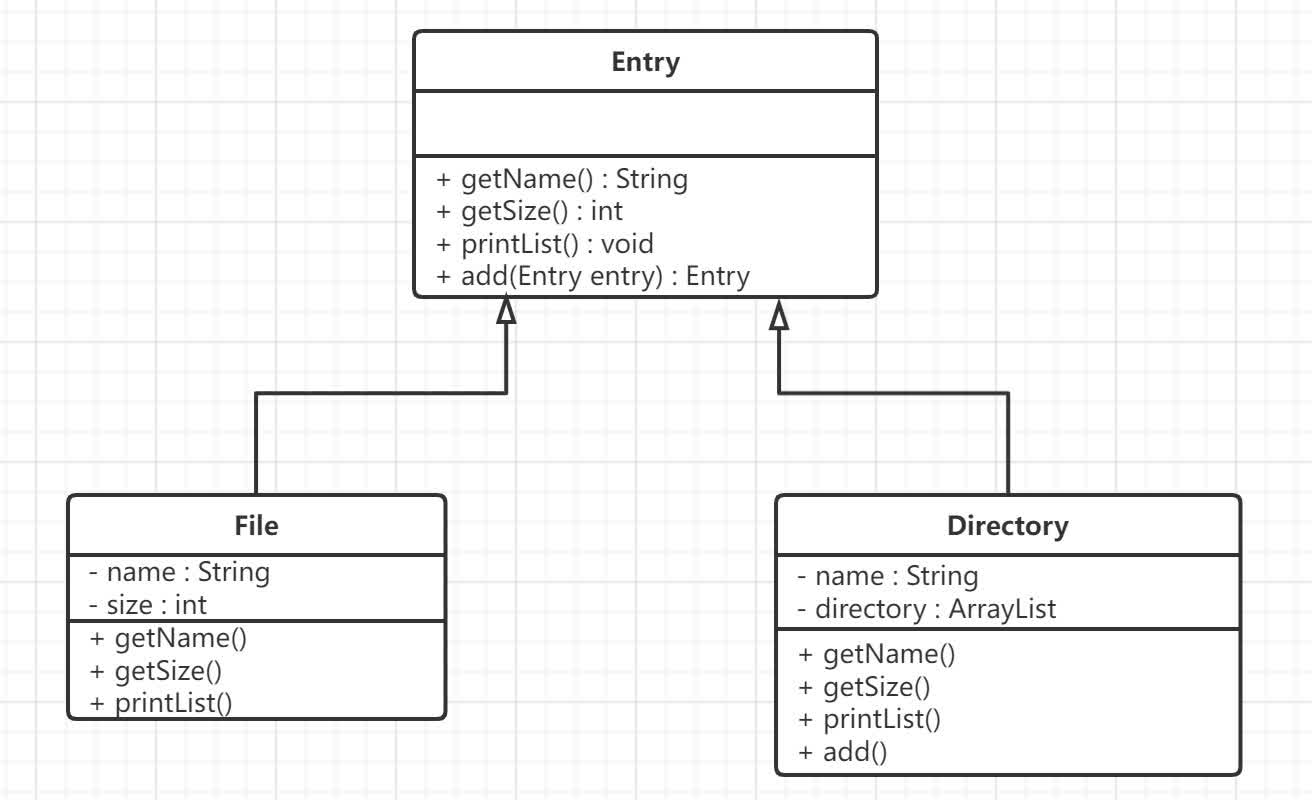 Entry
+ getName() : String
+ getSize() : int
+ printList() : void
+ add(Entry entry) : Entry
File
- name : String
- size : int
+ getName()
+ getSize()
+ printList()
Directory
- name : String
- directory : ArrayList
+ getName()
+ getSize()
+ printList()
+ add()